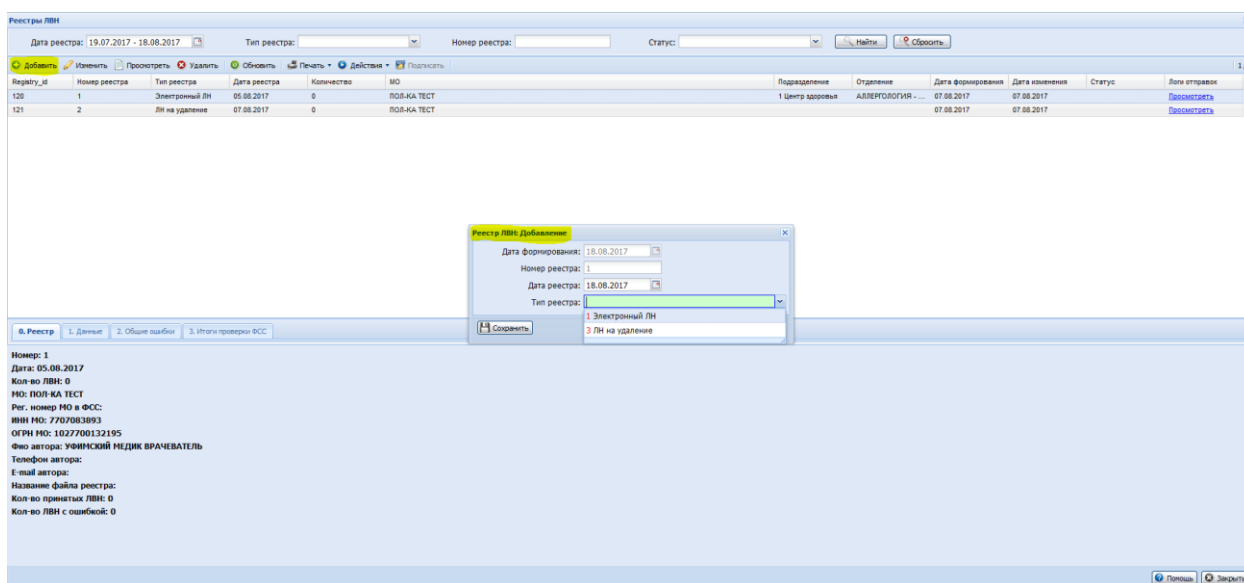 Реестры ЛВН
Дата реестра: 19.07.2017 - 18.08.2017 Тип реестра: Номер реестра: Статус: Найти Сбросить
Добавить Изменить Просмотреть Удалить Обновить Печать Действия Подписать 1
Registry_id Номер реестра Тип реестра Дата реестра Количество МО Подразделение Отделение Дата формирования Дата изменения Статус Логи отправок
120 1 Электронный ЛН 05.08.2017 0 ПОЛ-КА ТЕСТ 1 Центр здоровья АЛЛЕРГОЛОГИЯ - ... 07.08.2017 07.08.2017 Просмотреть
121 2 ЛН на удаление 07.08.2017 0 ПОЛ-КА ТЕСТ 07.08.2017 07.08.2017 Просмотреть
Реестр ЛВН: Добавление
Дата формирования: 18.08.2017
Номер реестра: 1
Дата реестра: 18.08.2017
Тип реестра:
1 Электронный ЛН
3 ЛН на удаление
Сохранить
0. Реестр 1. Данные 2. Общие ошибки 3. Итоги проверки ФСС
Номер: 1
Дата: 05.08.2017
Кол-во ЛВН: 0
МО: ПОЛ-КА ТЕСТ
Рег. номер МО в ФСС:
ИНН МО: 7707083893
ОГРН МО: 1027700132195
Фио автора: УФИМСКИЙ МЕДИК ВРАЧЕВАТЕЛЬ
Телефон автора:
E-mail автора:
Название файла реестра:
Кол-во принятых ЛВН: 0
Кол-во ЛВН с ошибкой: 0
Помощь Закрыть